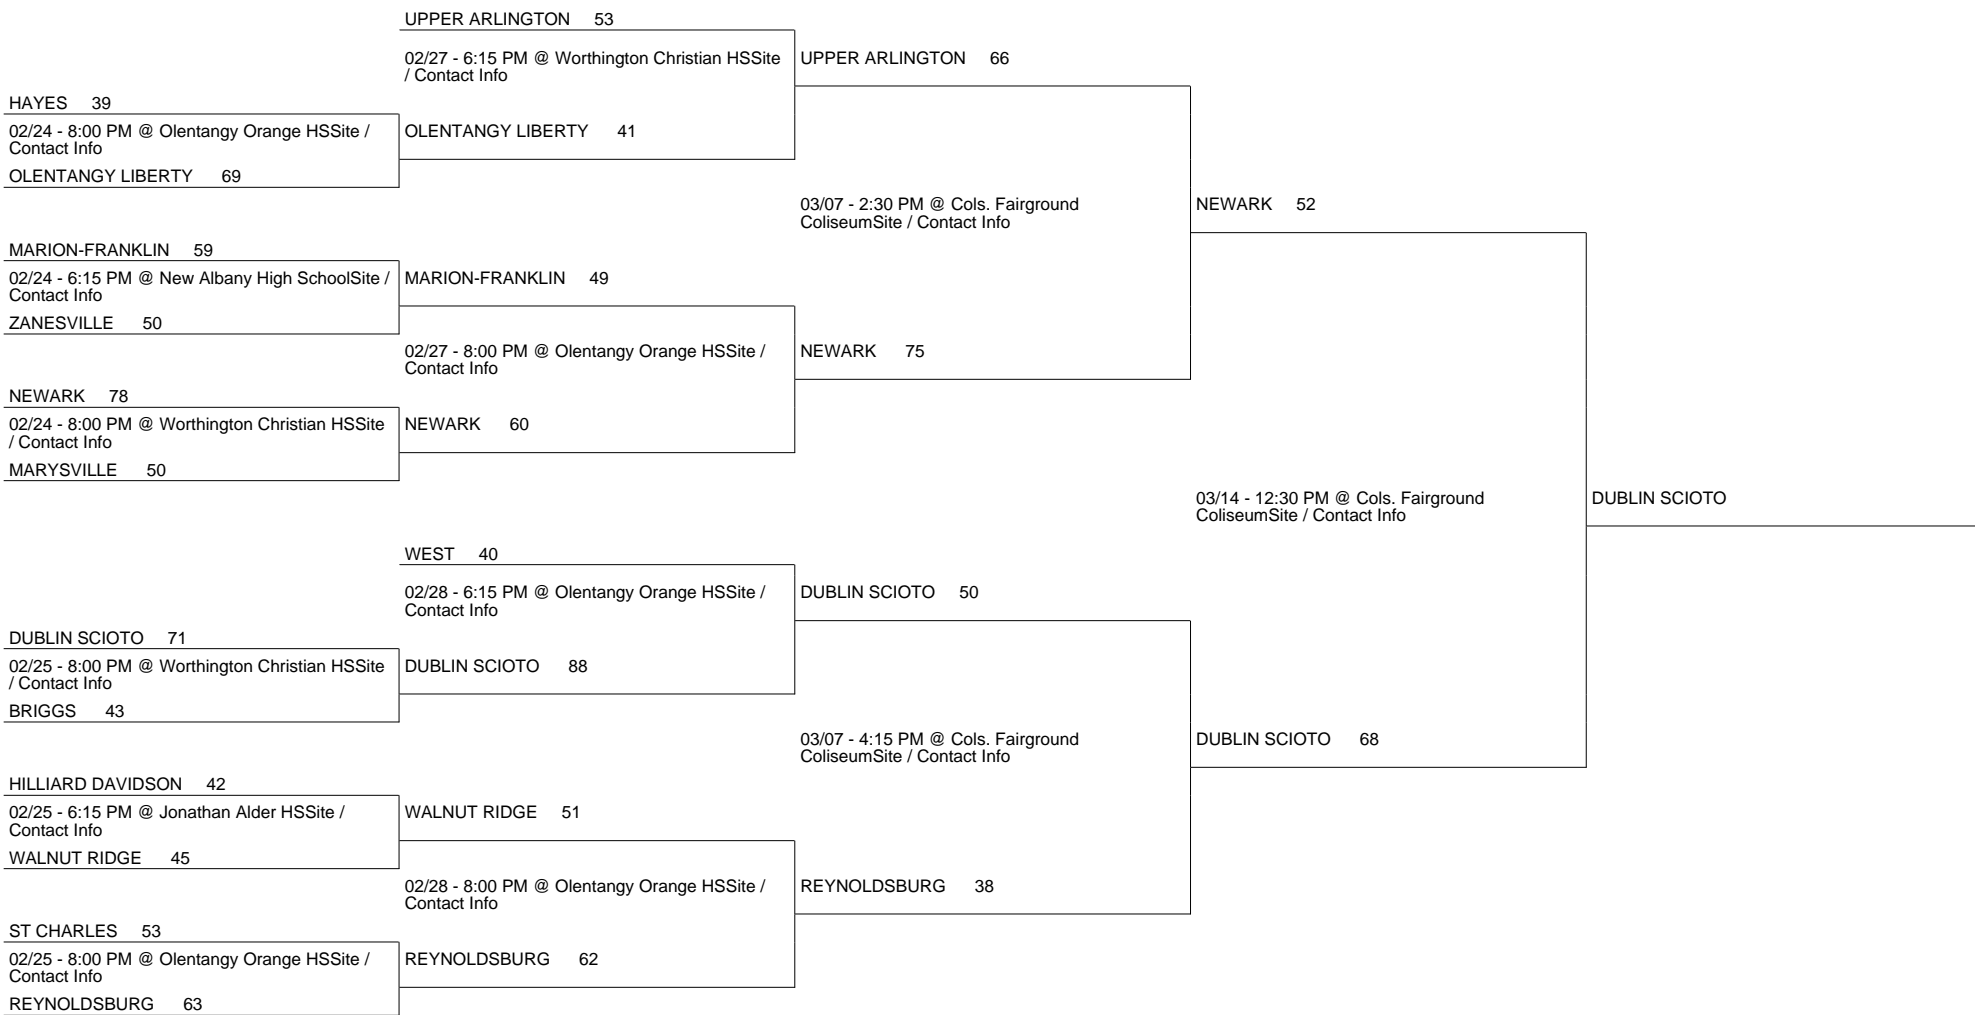 UPPER ARLINGTON 53
02/27 - 6:15 PM @ Worthington Christian HSSite
/ Contact Info
UPPER ARLINGTON 66
HAYES 39
02/24 - 8:00 PM @ Olentangy Orange HSSite /
Contact Info
OLENTANGY LIBERTY 41
OLENTANGY LIBERTY 69
03/07 - 2:30 PM @ Cols. Fairground
ColiseumSite / Contact Info
NEWARK 52
MARION-FRANKLIN 59
02/24 - 6:15 PM @ New Albany High SchoolSite /
Contact Info
MARION-FRANKLIN 49
ZANESVILLE 50
02/27 - 8:00 PM @ Olentangy Orange HSSite /
Contact Info
NEWARK 75
NEWARK 78
02/24 - 8:00 PM @ Worthington Christian HSSite
/ Contact Info
NEWARK 60
MARYSVILLE 50
03/14 - 12:30 PM @ Cols. Fairground
ColiseumSite / Contact Info
DUBLIN SCIOTO
WEST 40
02/28 - 6:15 PM @ Olentangy Orange HSSite /
Contact Info
DUBLIN SCIOTO 50
DUBLIN SCIOTO 71
02/25 - 8:00 PM @ Worthington Christian HSSite
/ Contact Info
DUBLIN SCIOTO 88
BRIGGS 43
03/07 - 4:15 PM @ Cols. Fairground
ColiseumSite / Contact Info
DUBLIN SCIOTO 68
HILLIARD DAVIDSON 42
02/25 - 6:15 PM @ Jonathan Alder HSSite /
Contact Info
WALNUT RIDGE 51
WALNUT RIDGE 45
02/28 - 8:00 PM @ Olentangy Orange HSSite /
Contact Info
REYNOLDSBURG 38
ST CHARLES 53
02/25 - 8:00 PM @ Olentangy Orange HSSite /
Contact Info
REYNOLDSBURG 62
REYNOLDSBURG 63